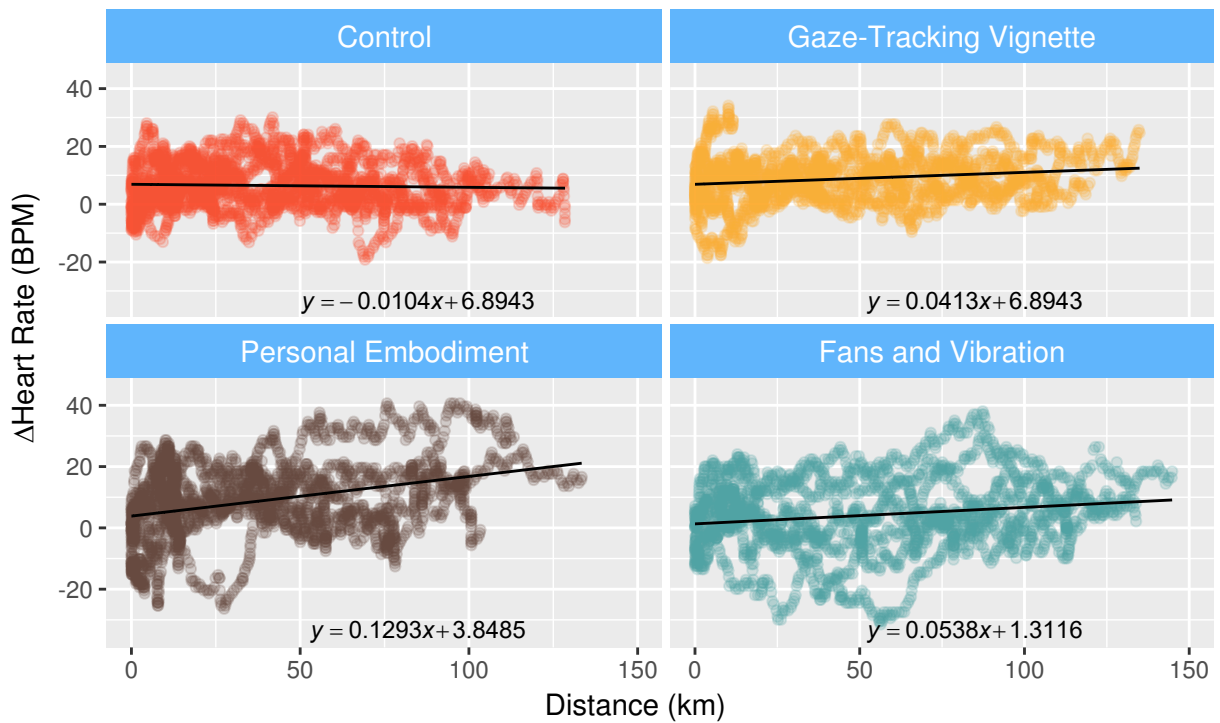 Control
Gaze-Tracking Vignette
40
20
0
-20
y = − 0.0104x+ 6.8943
y = 0.0413x+ 6.8943
ΔHeart Rate (BPM)
Personal Embodiment
Fans and Vibration
40
20
0
-20
y = 0.1293x+ 3.8485
y = 0.0538x+ 1.3116
0 50 100 150 0 50 100 150
Distance (km)